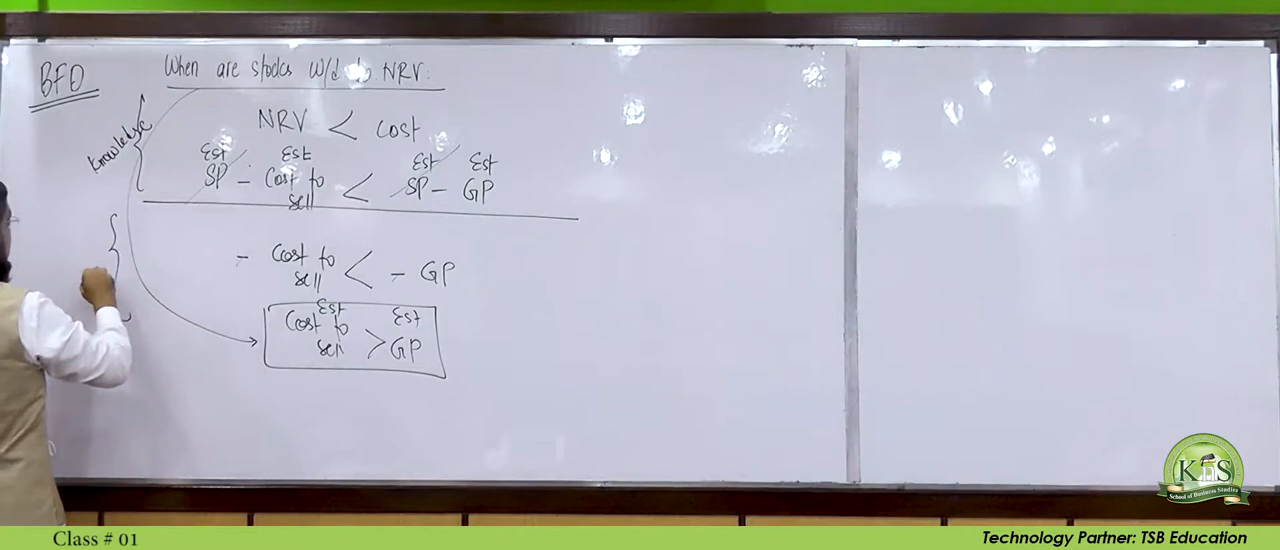 BFD
When are stocks W/d to NRV:
Knowledge
NRV < Cost
Est Est Est Est
SP - Cost to sell < SP - GP
- Cost to sell < - GP
Est Est
Cost to sell > GP
KnS
School of Business Studies
Class # 01
Technology Partner: TSB Education